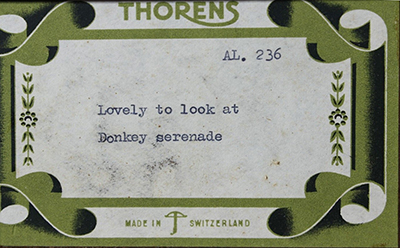 THORENS
AL. 236
Lovely to look at
Donkey serenade
MADE IN SWITZERLAND